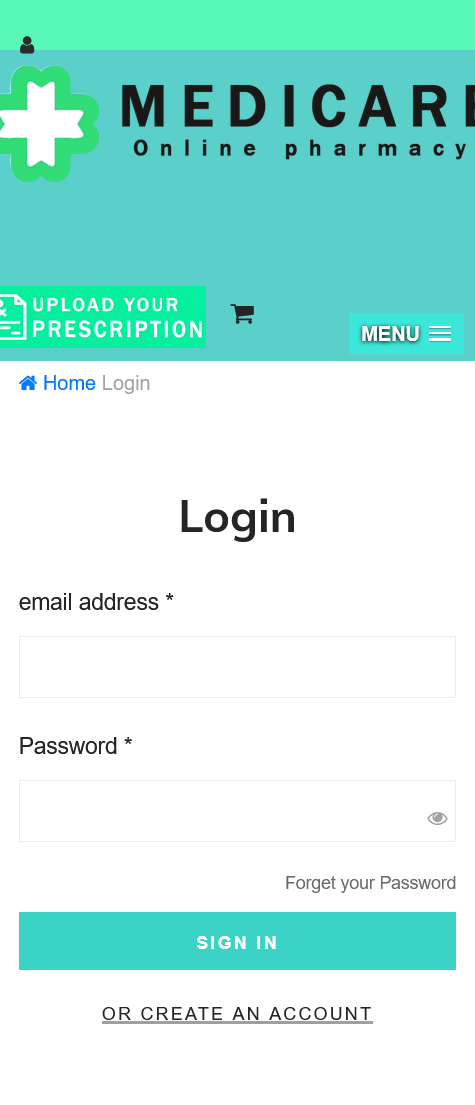 MEDICARE
Online pharmacy
UPLOAD YOUR
PRESCRIPTION
MENU
Home Login
Login
email address *
Password *
Forget your Password
SIGN IN
OR CREATE AN ACCOUNT